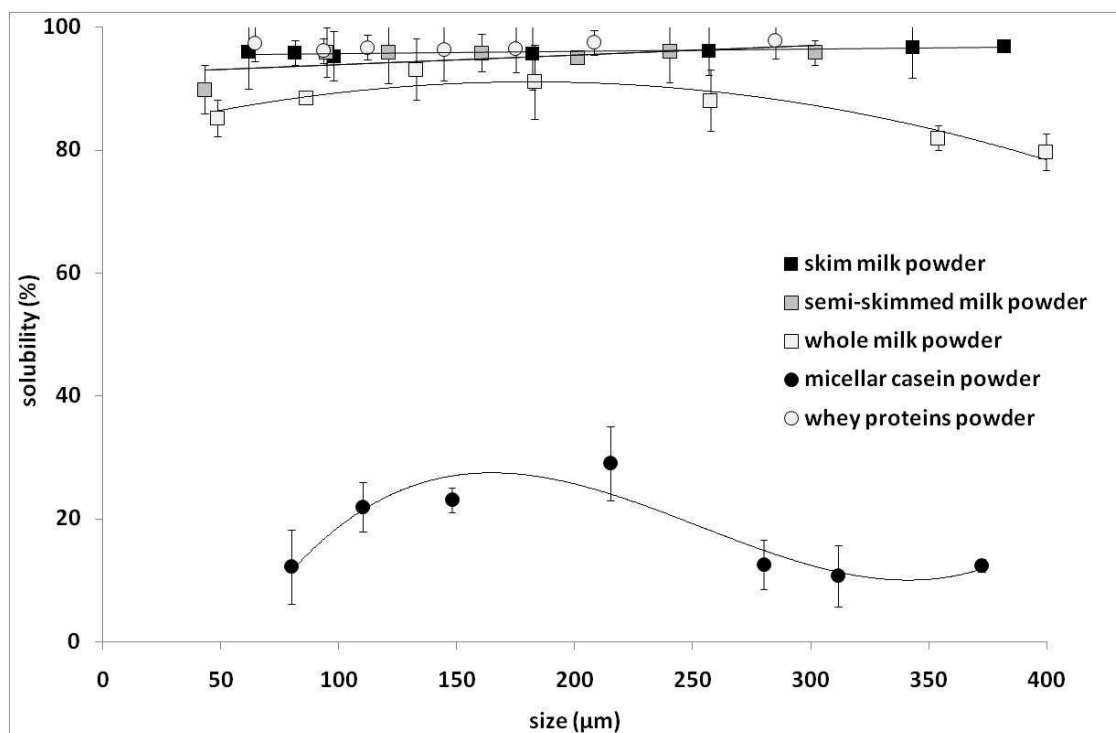 100
80
60
40
20
0
solubility (%)
skim milk powder
semi-skimmed milk powder
whole milk powder
micellar casein powder
whey proteins powder
0 50 100 150 200 250 300 350 400
size (µm)